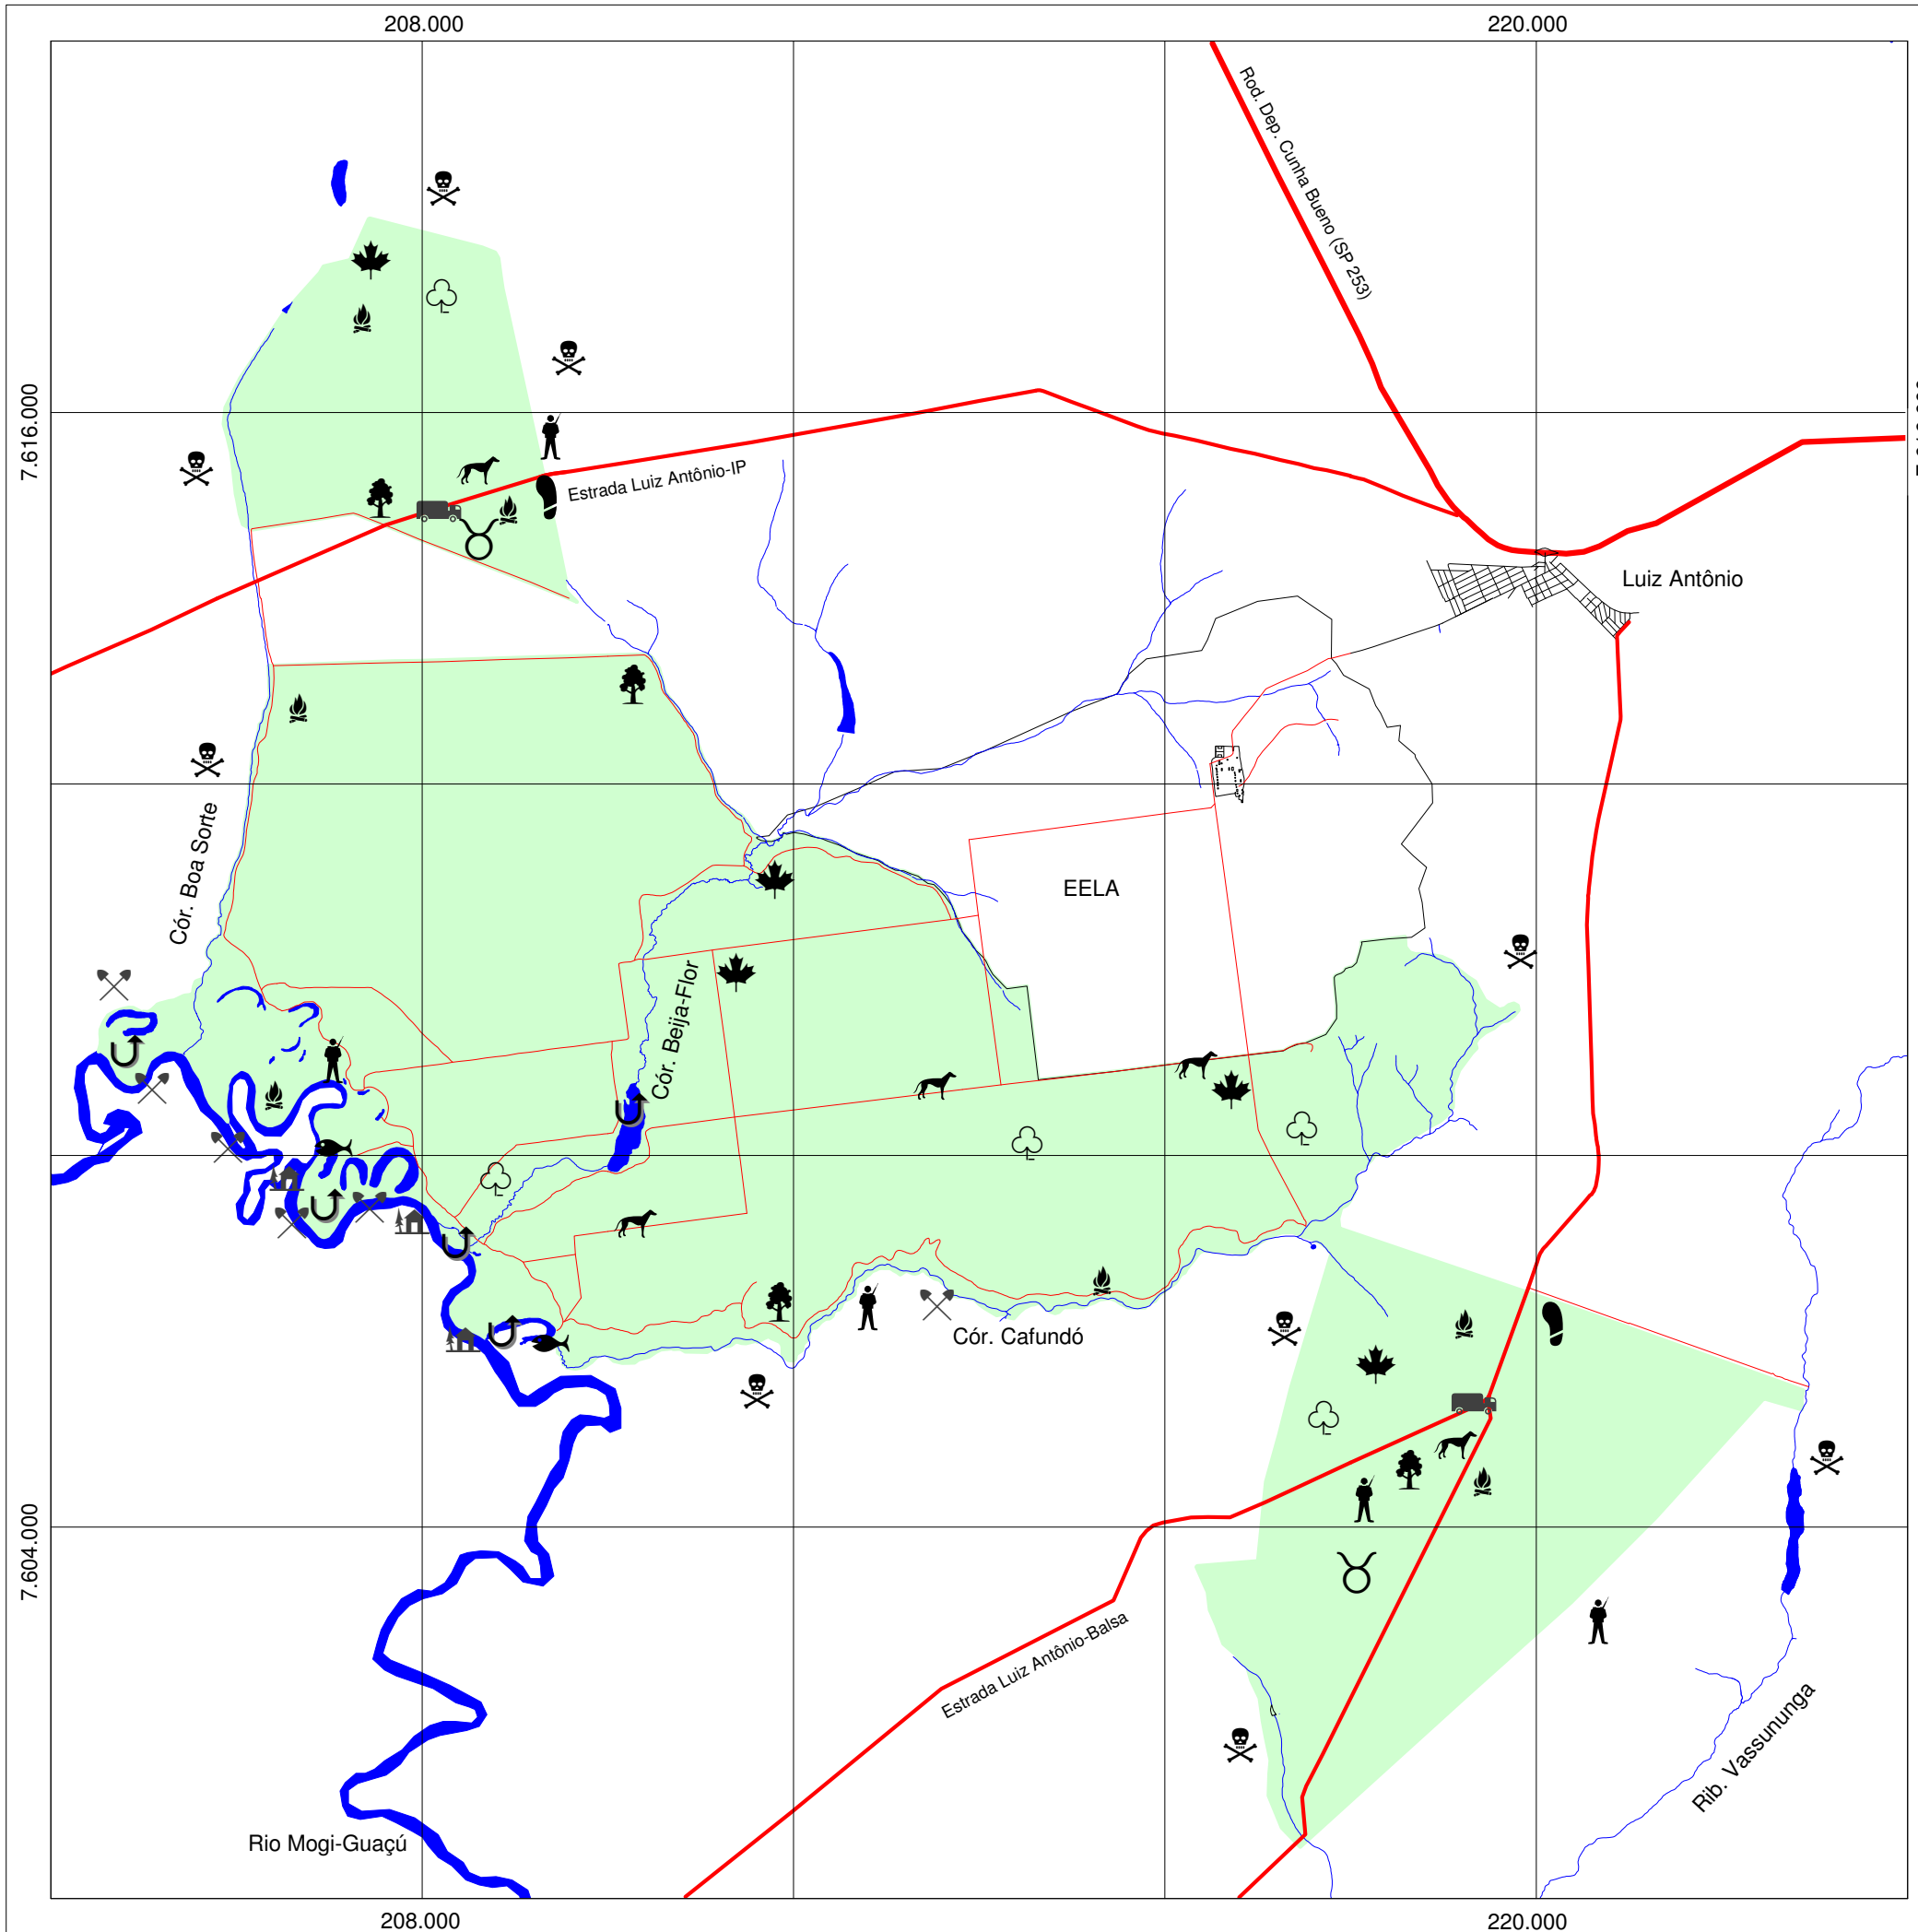 208.000
220.000
Rod. Dep. Cunha Bueno (SP 253)
7.616.000
Estrada Luiz Antônio-IP
Luiz Antônio
Cór. Boa Sorte
EELA
Cór. Beija-Flor
Cór. Cafundó
7.604.000
Estrada Luiz Antônio-Balsa
Rib. Vassununga
Rio Mogi-Guaçú
208.000
220.000